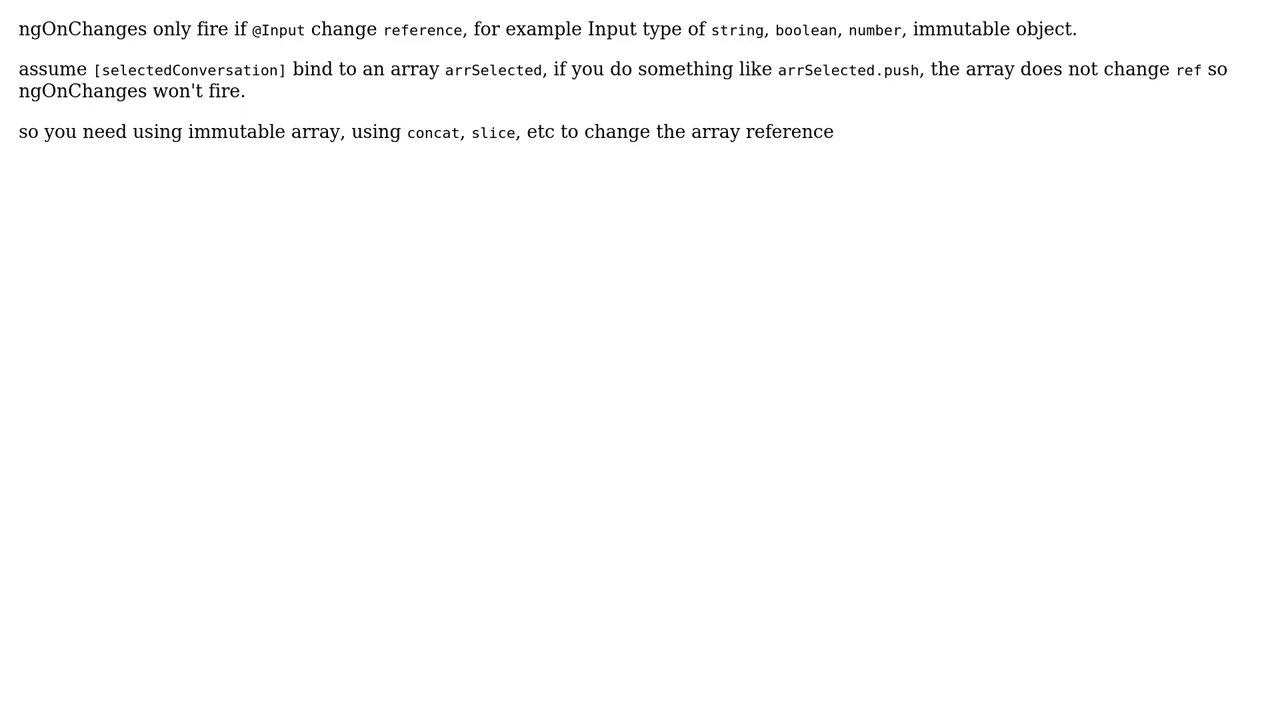 ngOnChanges only fire if @Input change reference, for example Input type of string, boolean, number, immutable object.
assume [selectedConversation] bind to an array arrSelected, if you do something like arrSelected.push, the array does not change ref so
ngOnChanges won't fire.
so you need using immutable array, using concat, slice, etc to change the array reference